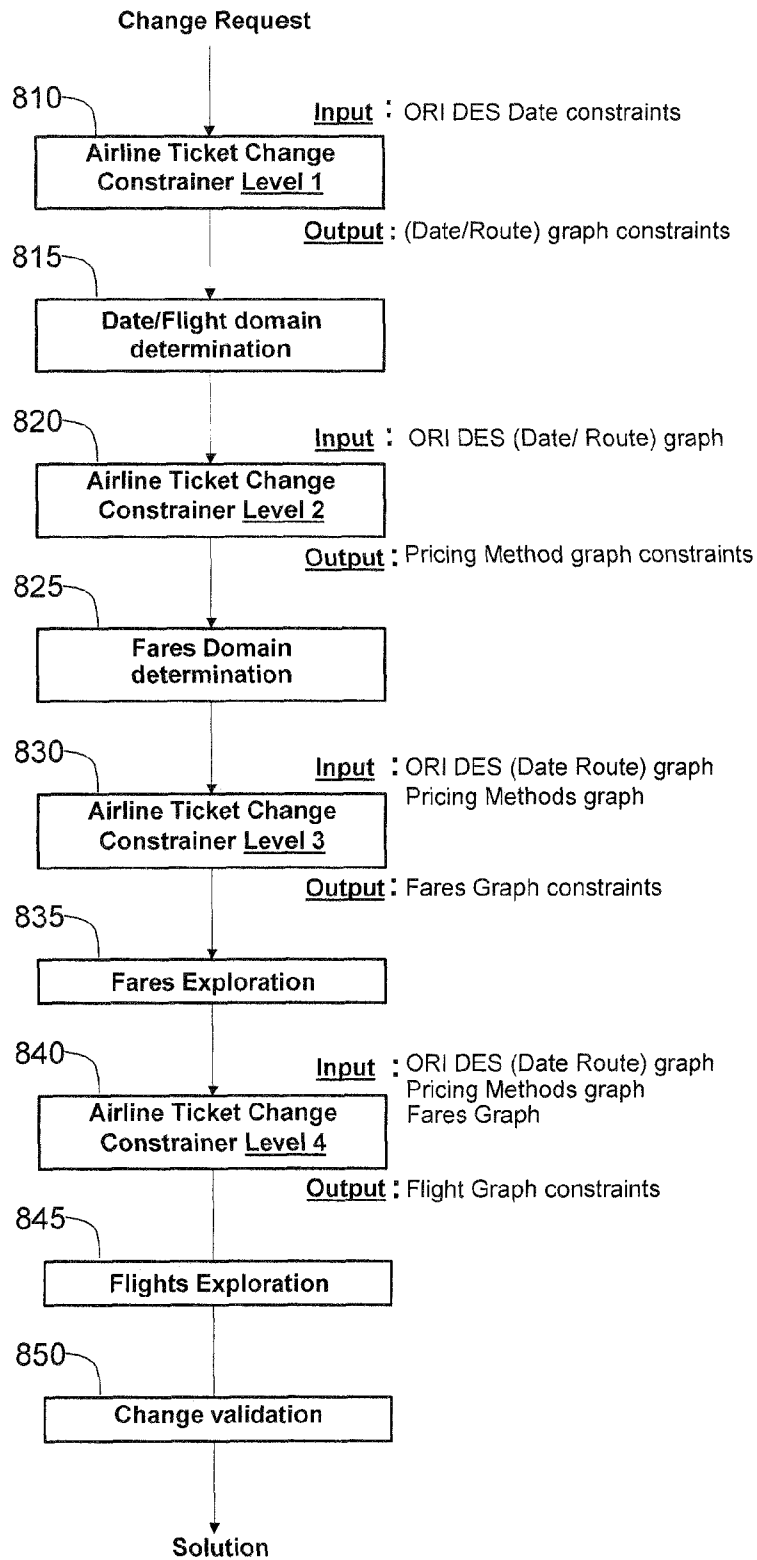 Change Request
810
Input : ORI DES Date constraints
Airline Ticket Change
Constrainer Level 1
Output : (Date/Route) graph constraints
815
Date/Flight domain
determination
820
Input : ORI DES (Date/ Route) graph
Airline Ticket Change
Constrainer Level 2
Output : Pricing Method graph constraints
825
Fares Domain
determination
830
Input : ORI DES (Date Route) graph
Pricing Methods graph
Airline Ticket Change
Constrainer Level 3
Output : Fares Graph constraints
835
Fares Exploration
840
Input : ORI DES (Date Route) graph
Pricing Methods graph
Fares Graph
Airline Ticket Change
Constrainer Level 4
Output : Flight Graph constraints
845
Flights Exploration
850
Change validation
Solution